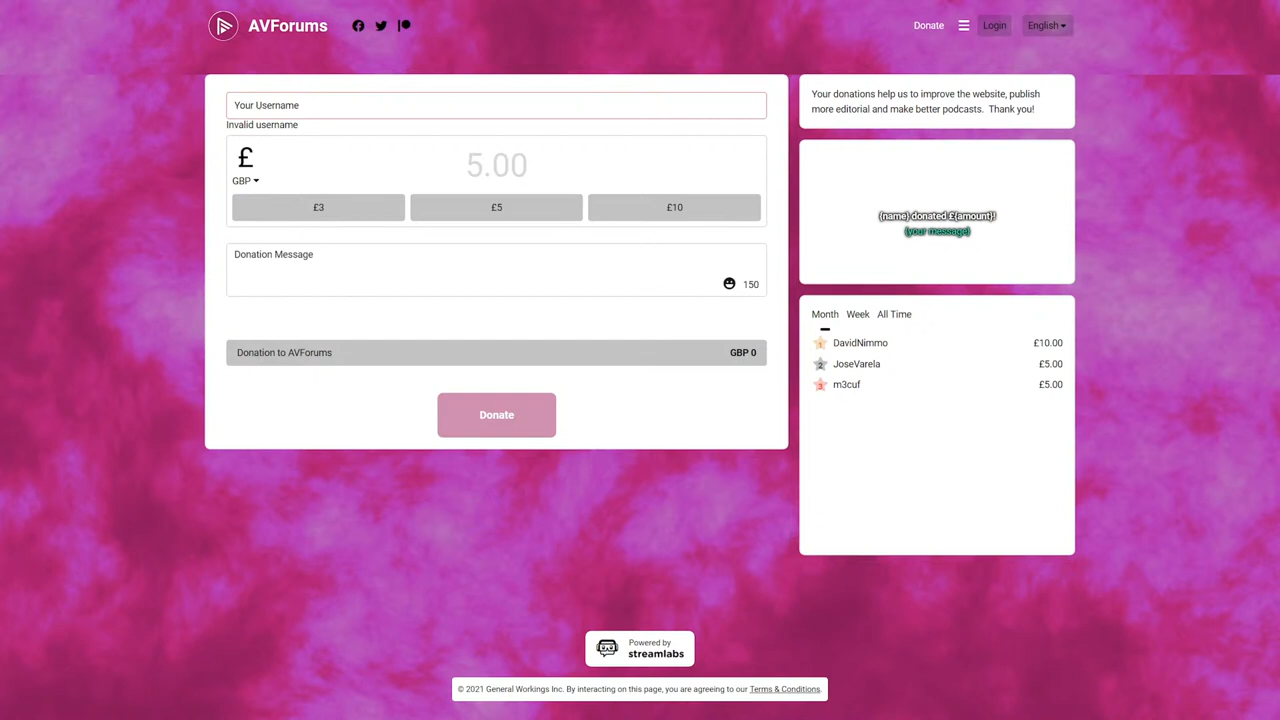 AVForums
Donate
Login
English
Your Username
Invalid username
£
5.00
GBP
£3
£5
£10
Donation Message
150
Donation to AVForums
GBP 0
Donate
Your donations help us to improve the website, publish
more editorial and make better podcasts. Thank you!
{name} donated £{amount}!
{your message}
Month Week All Time
1 DavidNimmo £10.00
2 JoseVarela £5.00
3 m3cuf £5.00
Powered by
streamlabs
© 2021 General Workings Inc. By interacting on this page, you are agreeing to our Terms & Conditions.